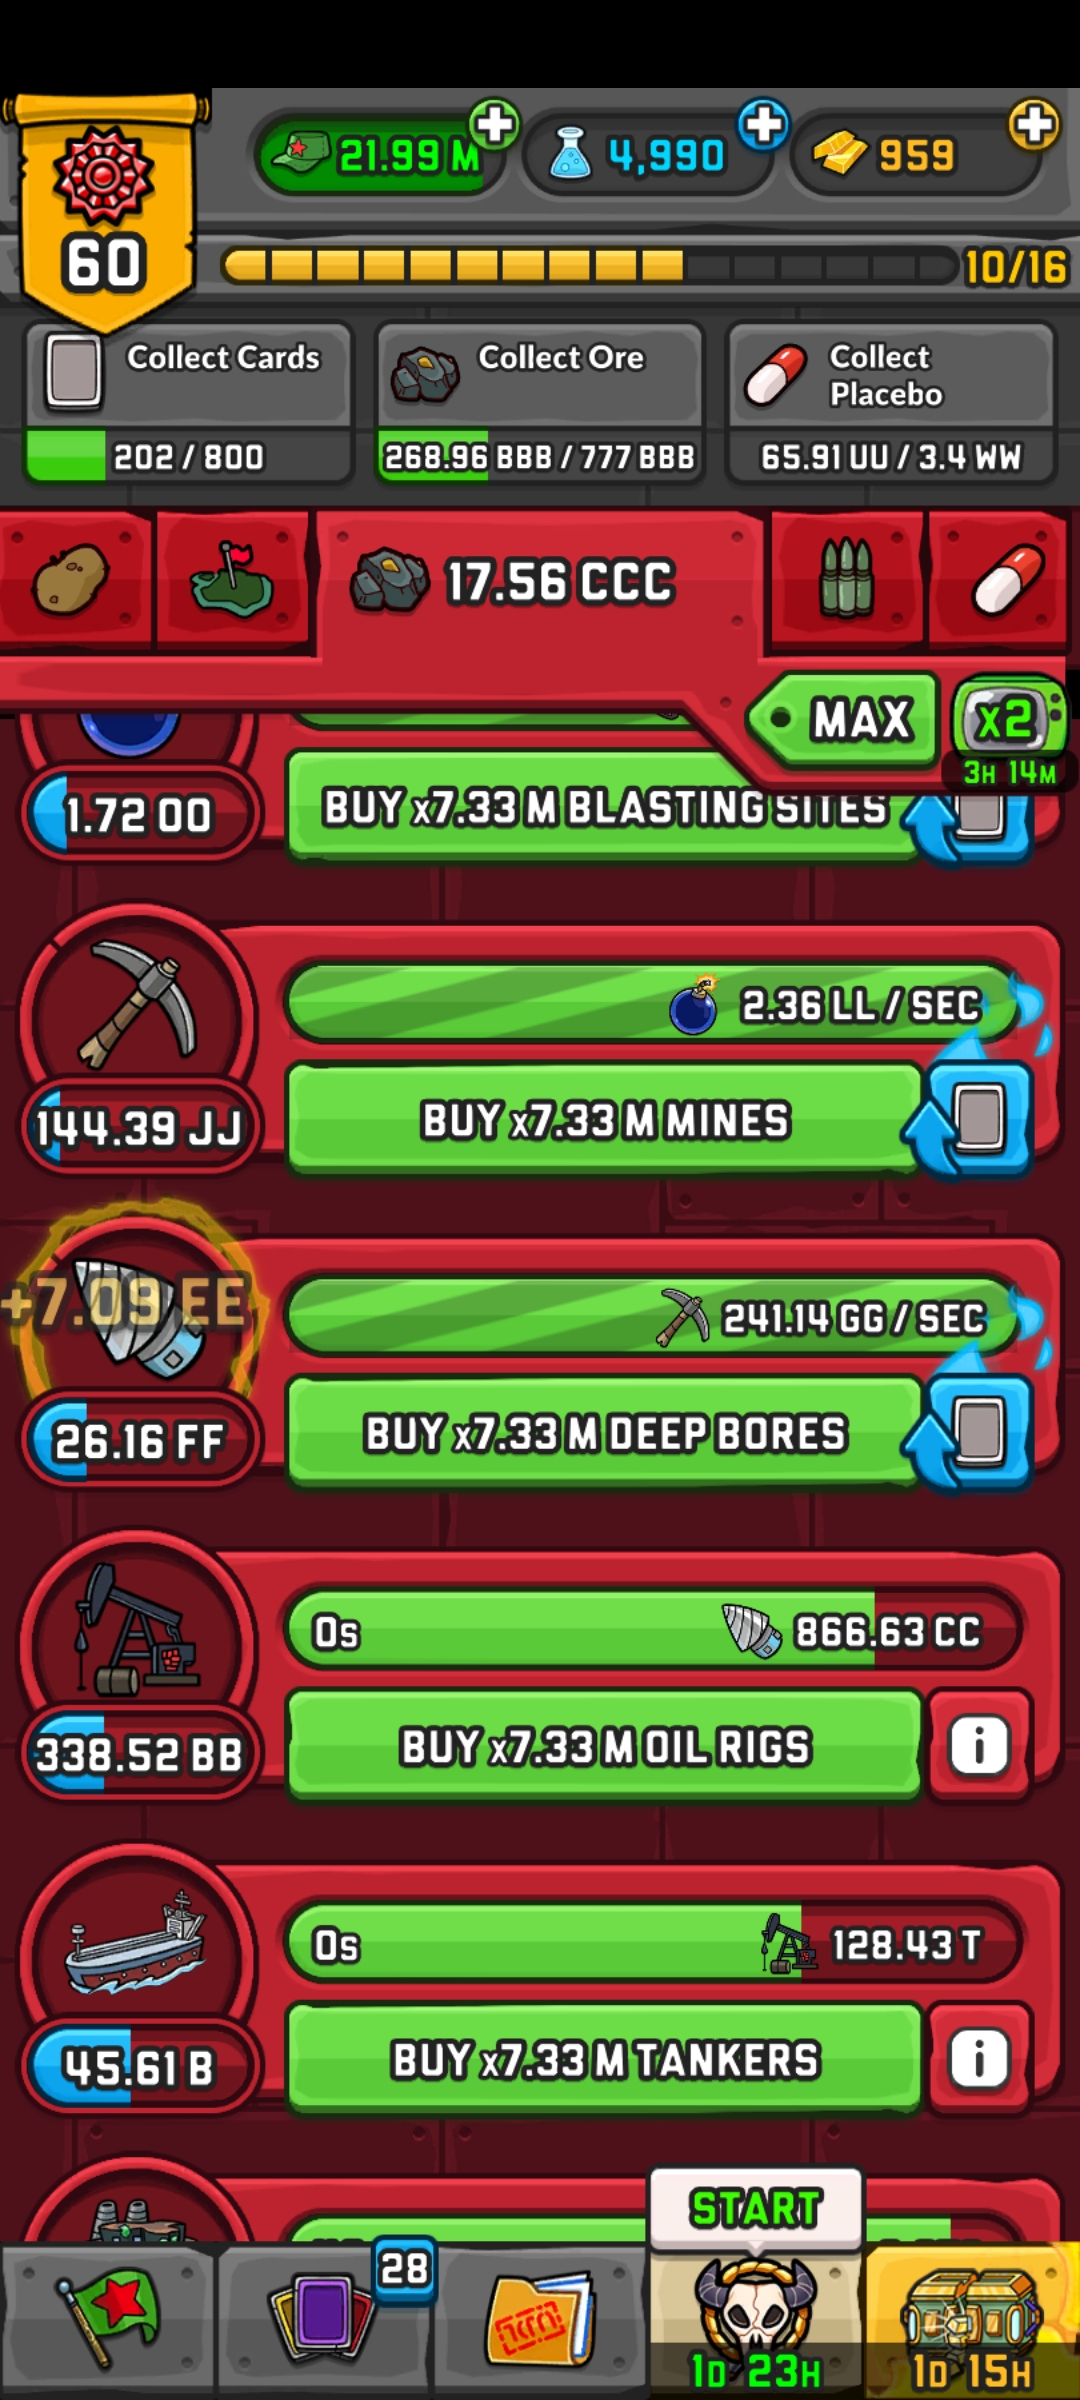 60
21.99 M
4,990
959
10/16
Collect Cards
202 / 800
Collect Ore
268.96 BBB / 777 BBB
Collect
Placebo
65.91 UU / 3.4 WW
17.56 CCC
MAX
x2
3H 14M
1.72 OO
BUY x7.33 M BLASTING SITES
2.36 LL / SEC
144.39 JJ
BUY x7.33 M MINES
+7.09 EE
241.14 GG / SEC
26.16 FF
BUY x7.33 M DEEP BORES
0s
866.63 CC
338.52 BB
BUY x7.33 M OIL RIGS
i
0s
128.43 T
45.61 B
BUY x7.33 M TANKERS
i
START
28
1D 23H
1D 15H